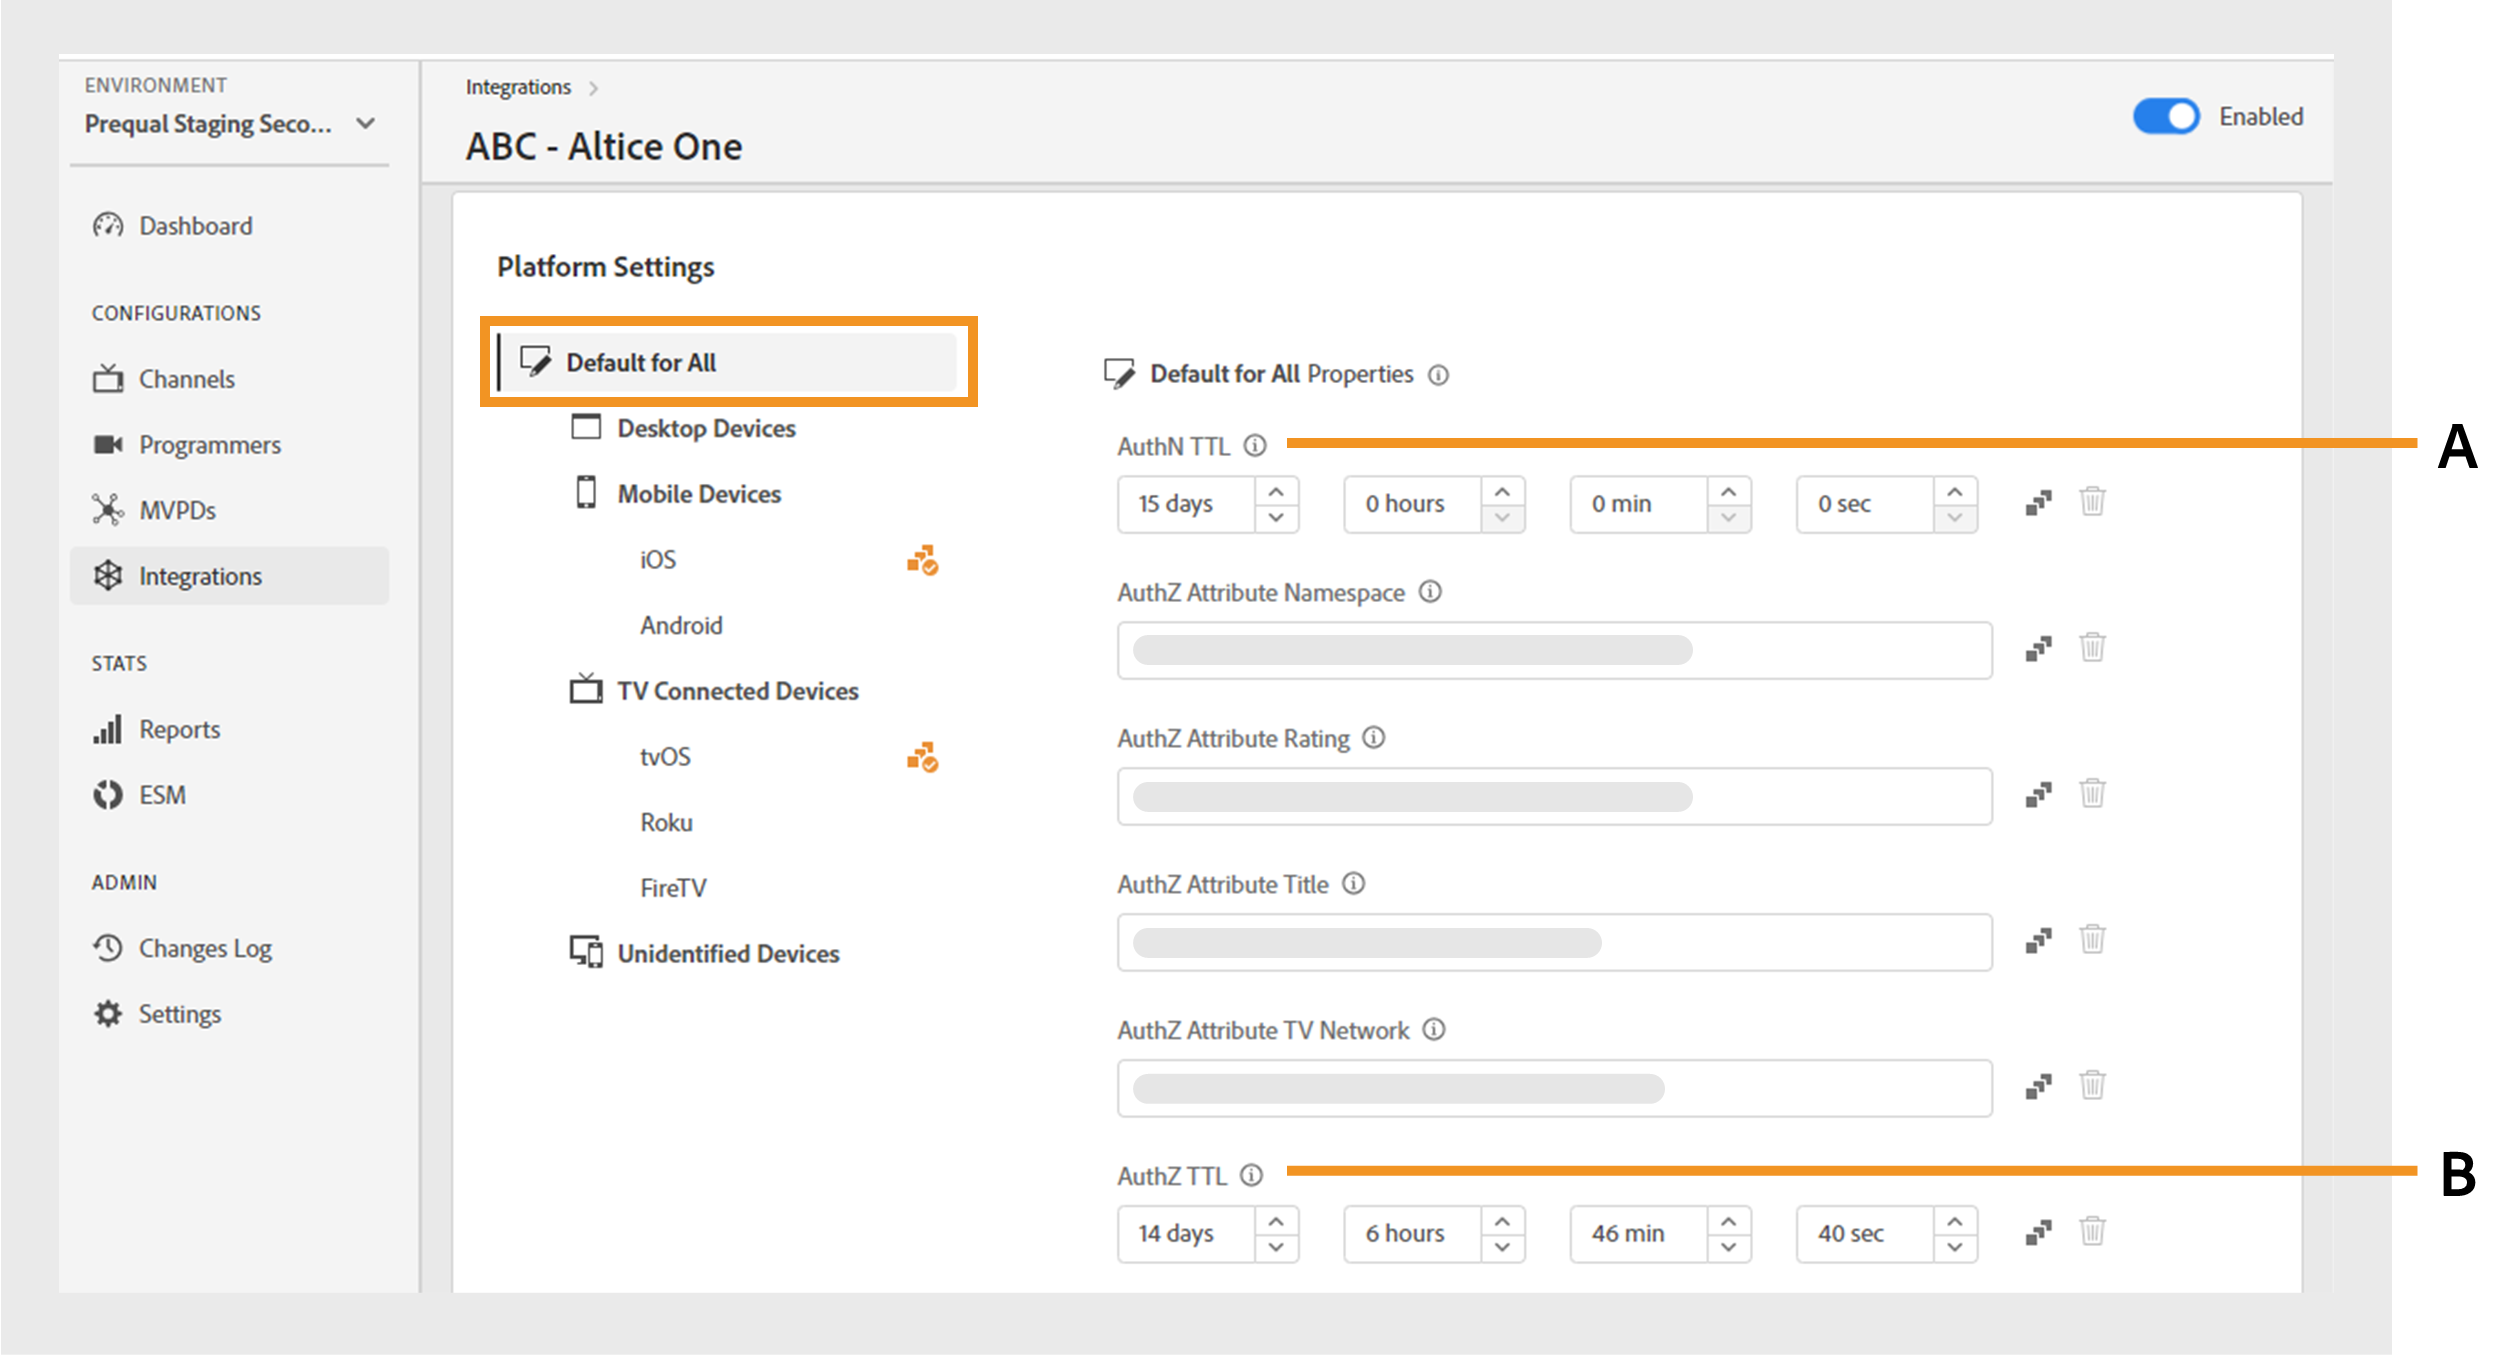 ENVIRONMENT
Prequal Staging Seco...
Dashboard
CONFIGURATIONS
Channels
Programmers
MVPDs
Integrations
STATS
Reports
ESM
ADMIN
Changes Log
Settings
Integrations
ABC - Altice One
Enabled
Platform Settings
Default for All
Desktop Devices
Mobile Devices
iOS
Android
TV Connected Devices
tvOS
Roku
FireTV
Unidentified Devices
Default for All Properties
AuthN TTL
A
15 days 0 hours 0 min 0 sec
AuthZ Attribute Namespace
AuthZ Attribute Rating
AuthZ Attribute Title
AuthZ Attribute TV Network
AuthZ TTL
B
14 days 6 hours 46 min 40 sec